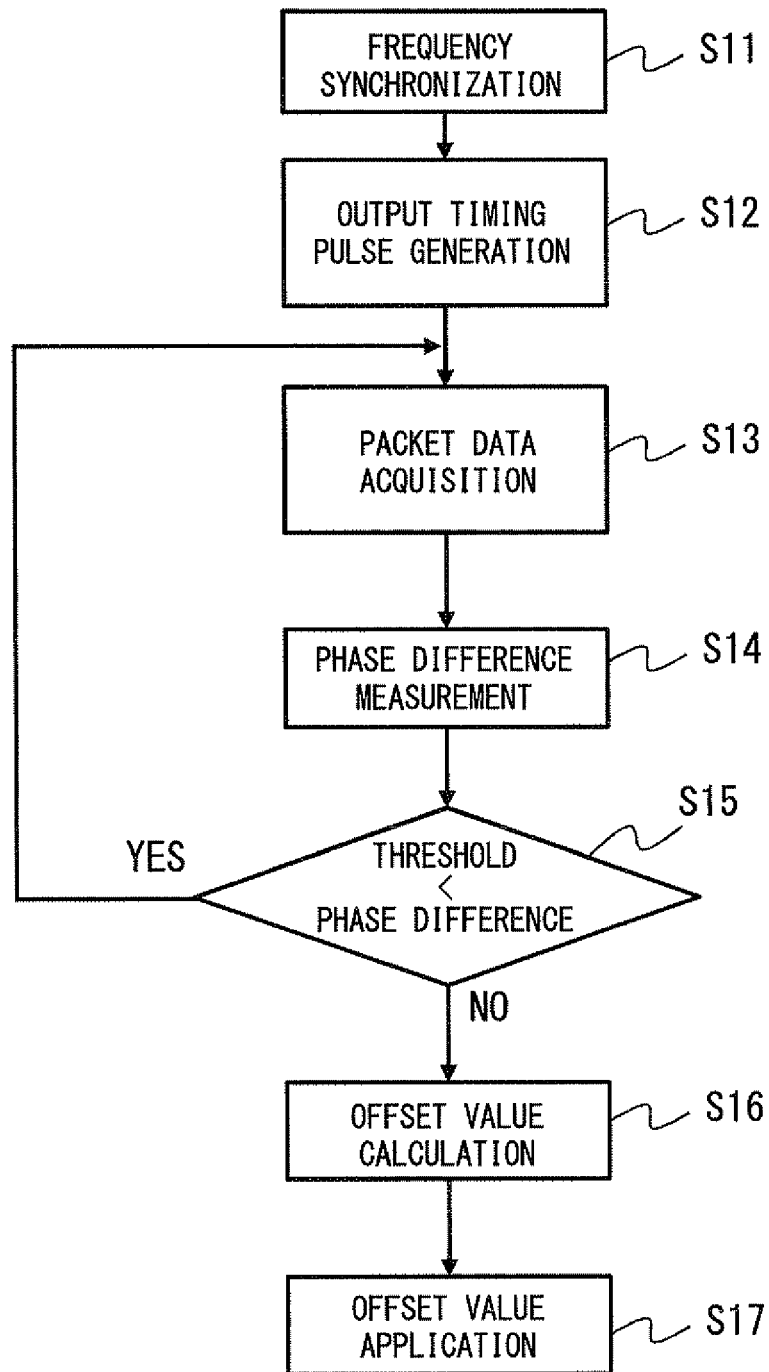 FREQUENCY
SYNCHRONIZATION
S11
OUTPUT TIMING
PULSE GENERATION
S12
PACKET DATA
ACQUISITION
S13
PHASE DIFFERENCE
MEASUREMENT
S14
S15
YES
THRESHOLD
<
PHASE DIFFERENCE
NO
OFFSET VALUE
CALCULATION
S16
OFFSET VALUE
APPLICATION
S17